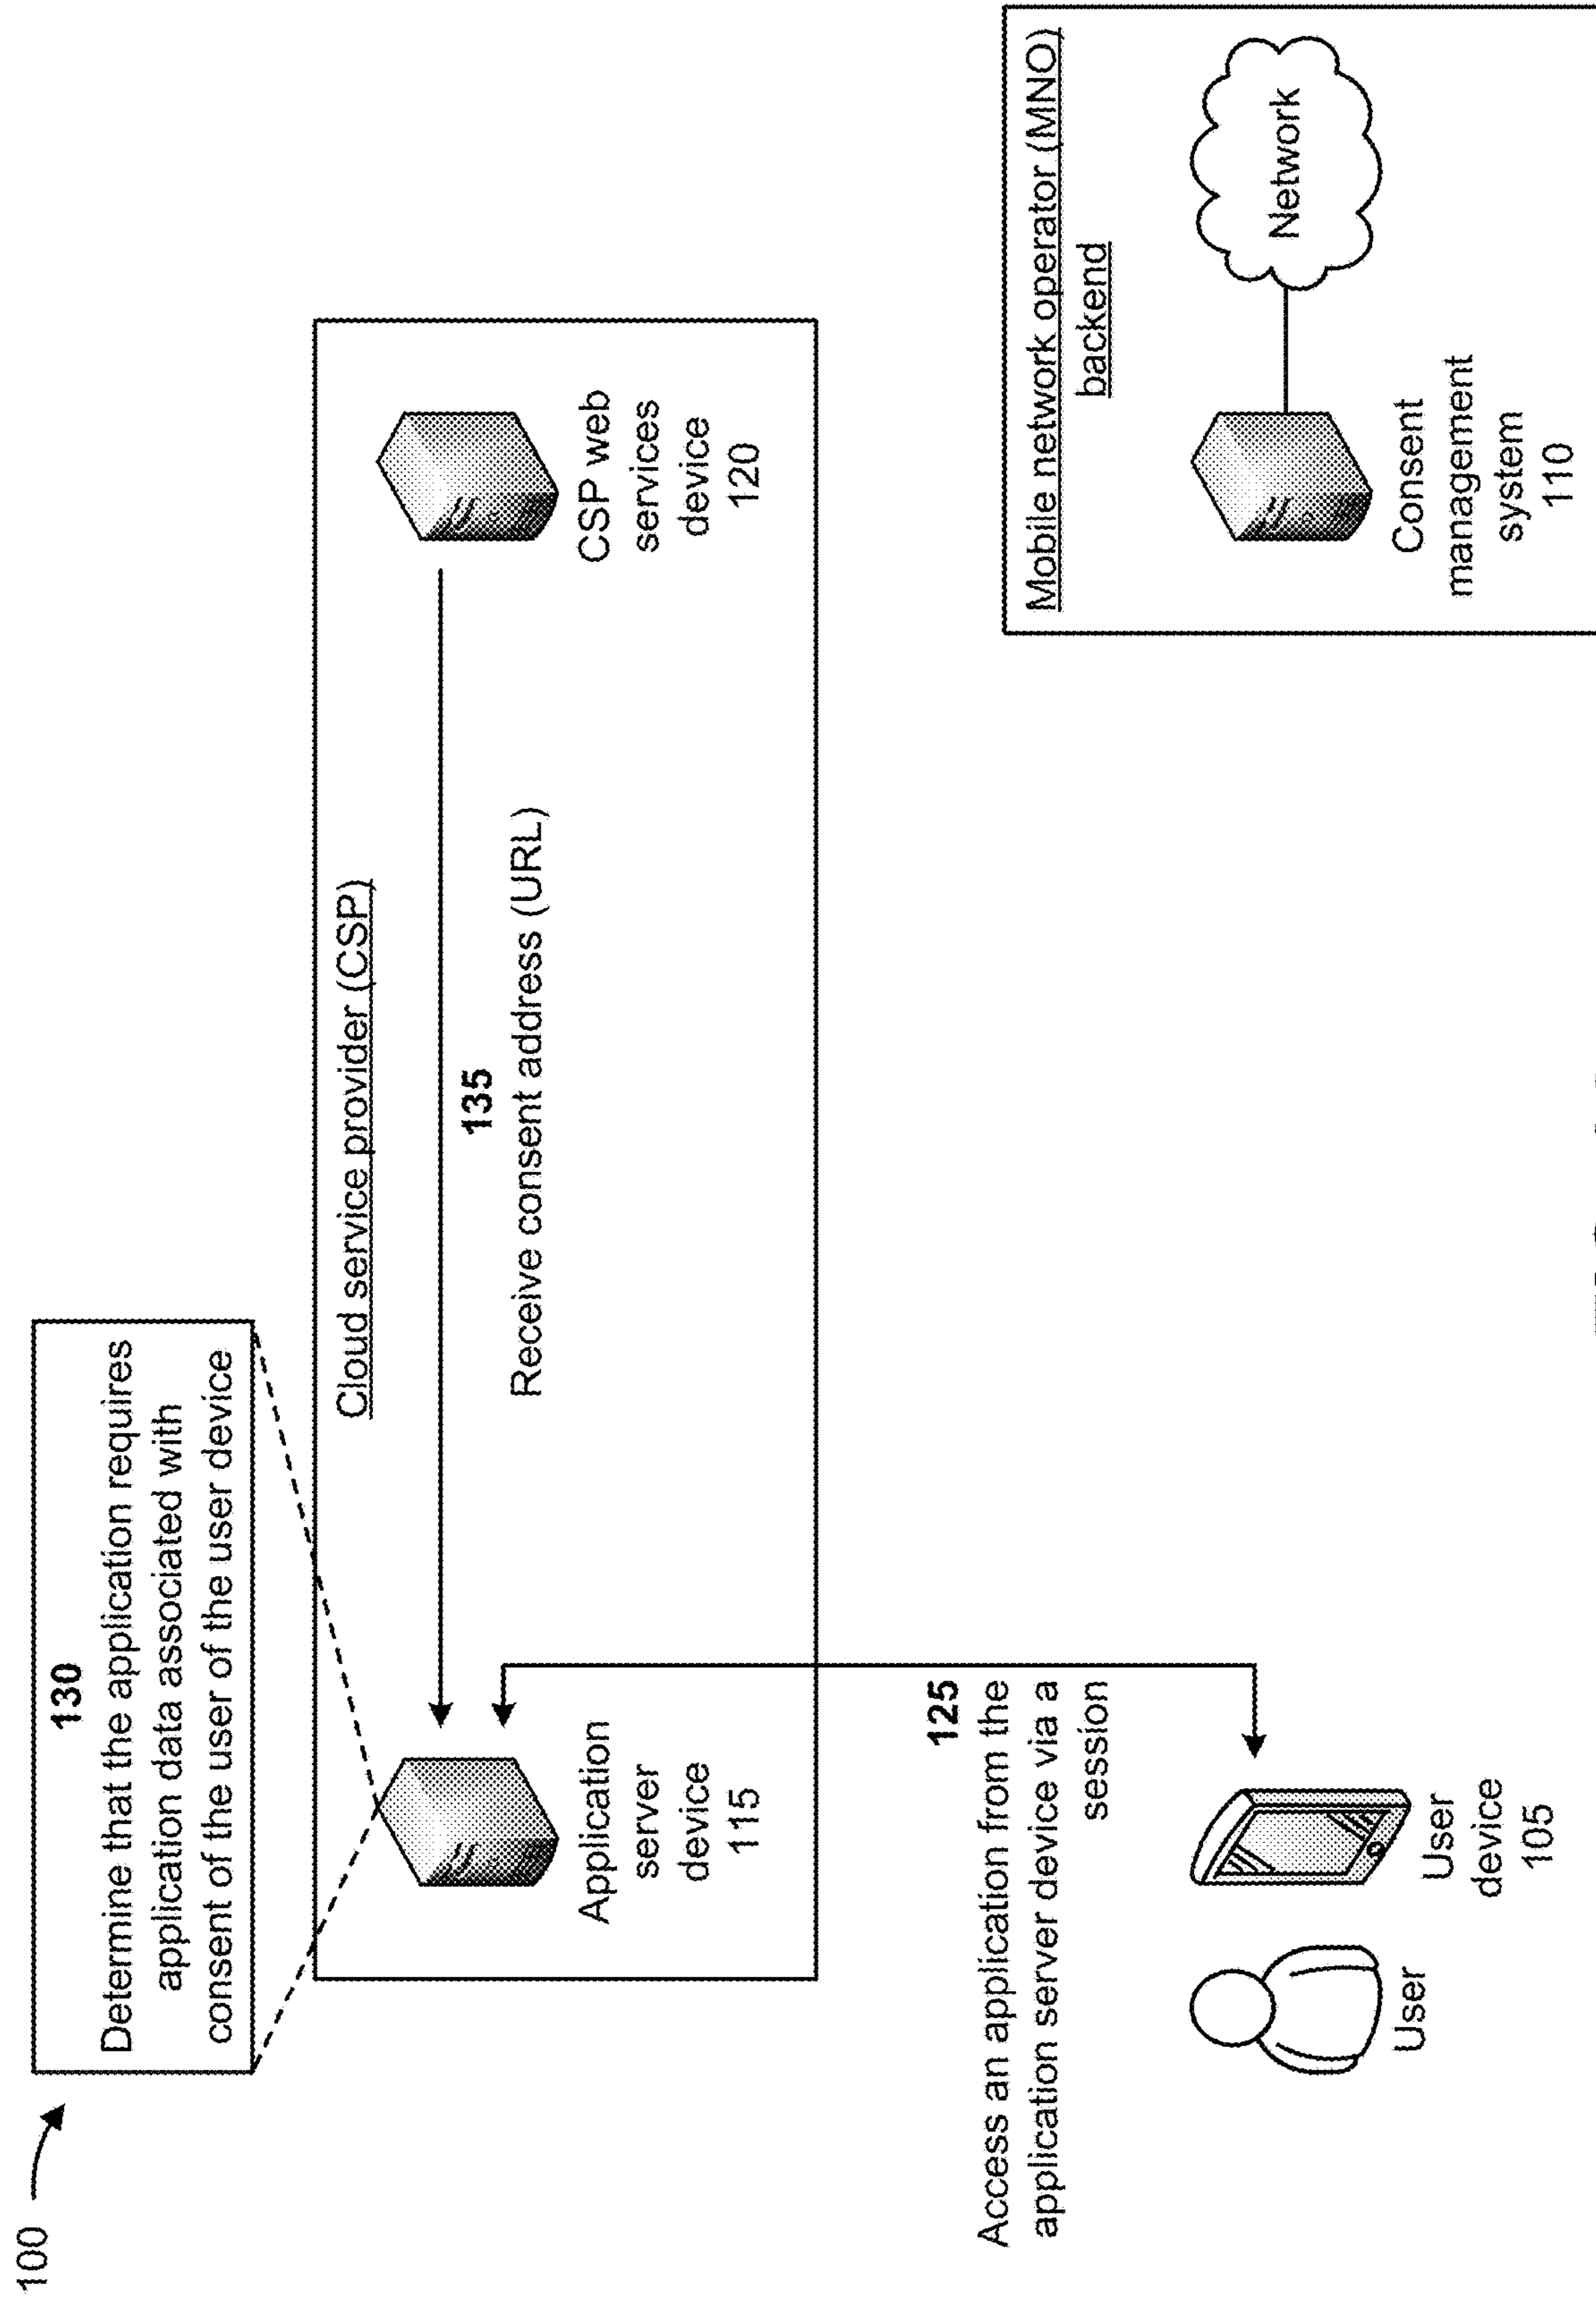 100
130
Determine that the application requires
application data associated with
consent of the user of the user device
Cloud service provider (CSP)
135
Receive consent address (URL)
Application
server
device
115
CSP web
services
device
120
125
Access an application from the
application server device via a
session
User
User
device
105
Mobile network operator (MNO)
backend
Network
Consent
management
system
110